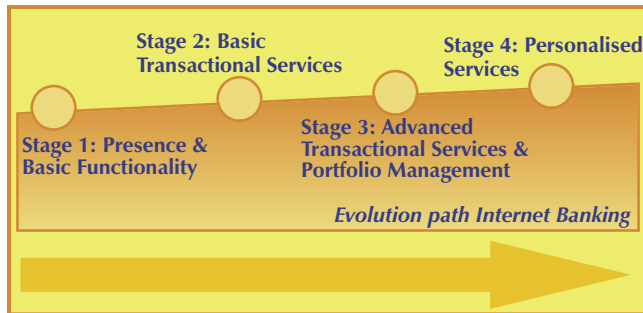 Stage 1: Presence &
Basic Functionality
Stage 2: Basic
Transactional Services
Stage 3: Advanced
Transactional Services &
Portfolio Management
Stage 4: Personalised
Services
Evolution path Internet Banking